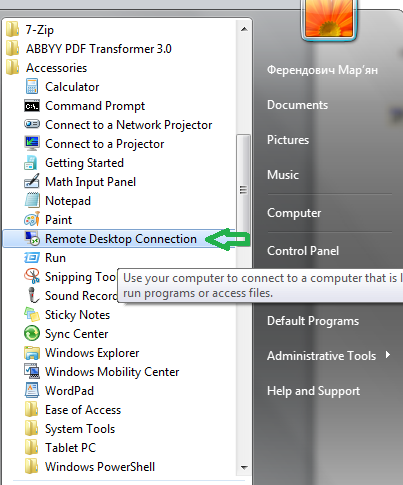 7-Zip
ABBYY PDF Transformer 3.0
Accessories
Calculator
Command Prompt
Connect to a Network Projector
Connect to a Projector
Getting Started
Math Input Panel
Notepad
Paint
Remote Desktop Connection
Run
Snipping Too
Sound Record
Sticky Notes
Sync Center
Windows Explorer
Windows Mobility Center
WordPad
Ease of Access
System Tools
Tablet PC
Windows PowerShell
Use your computer to connect to a computer that is l
run programs or access files.
Ферендович Мар'ян
Documents
Pictures
Music
Computer
Control Panel
Default Programs
Administrative Tools
Help and Support